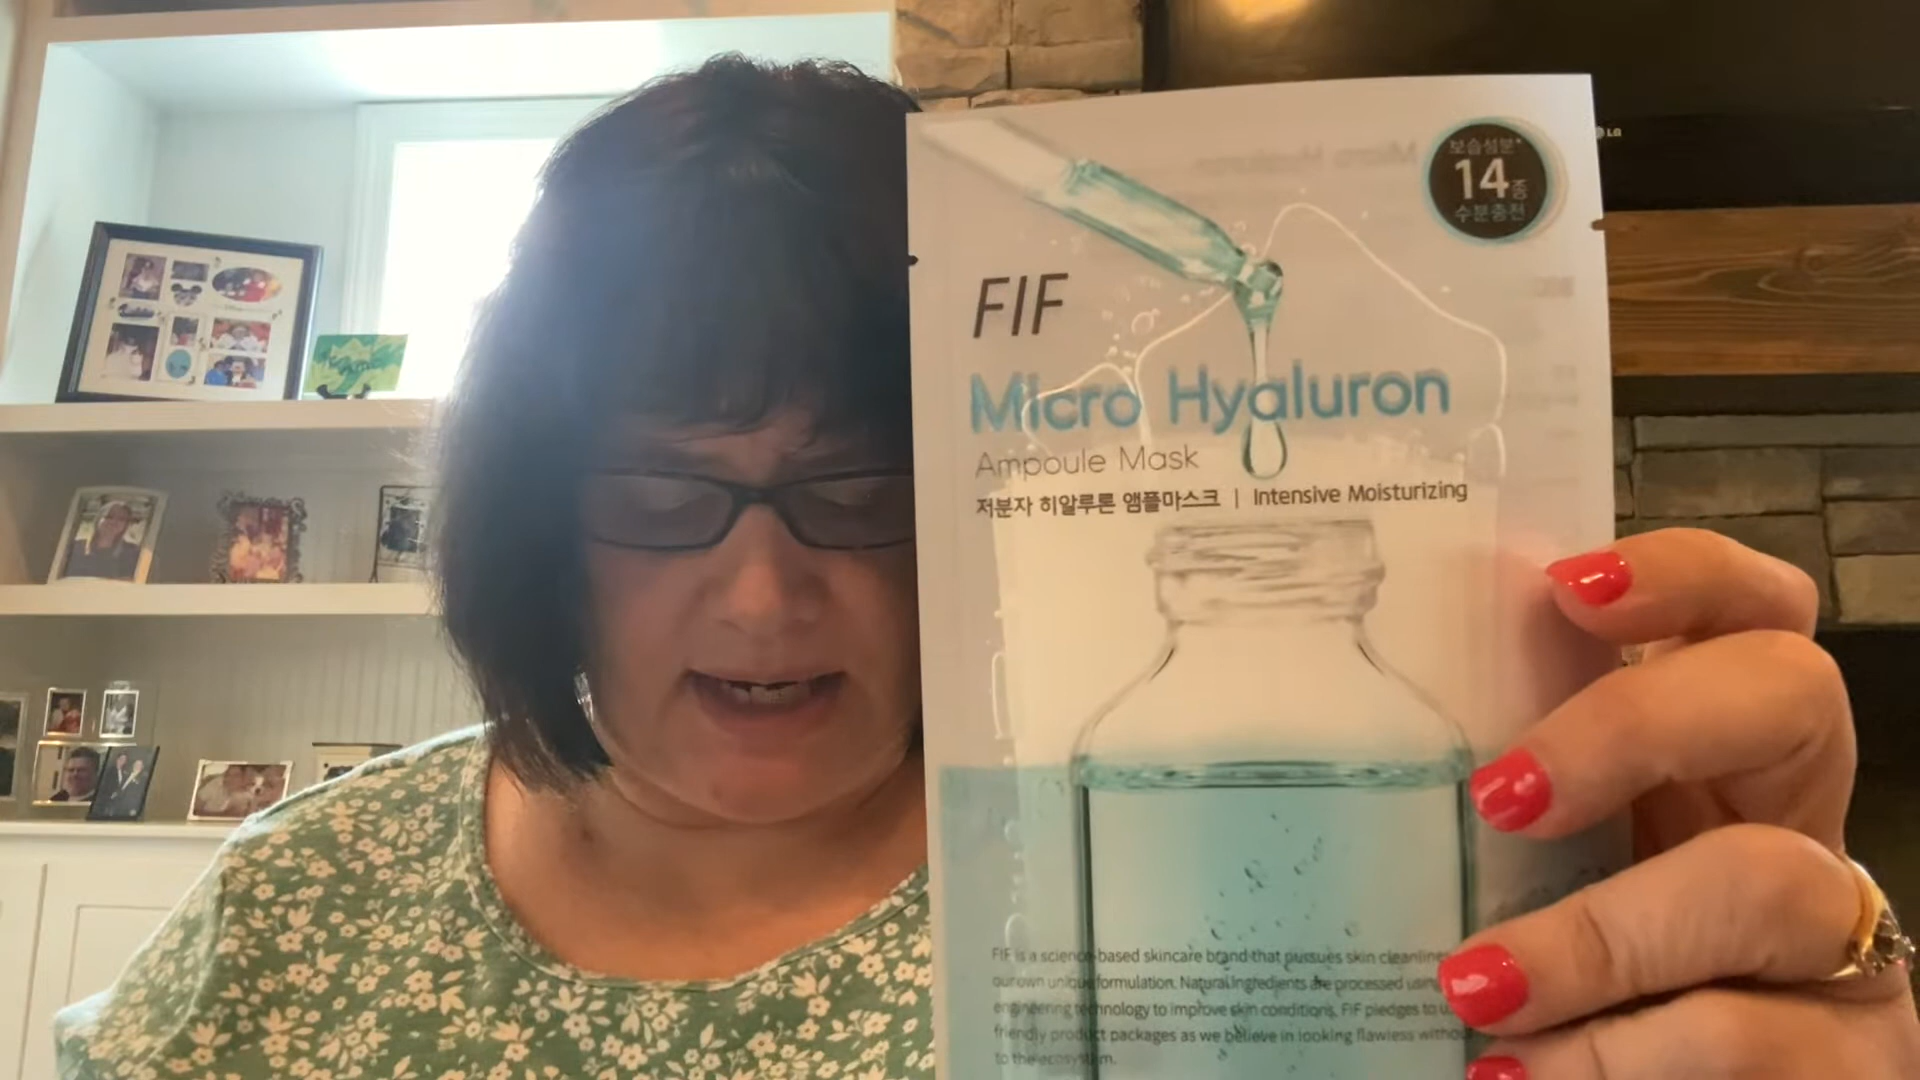 보습성분*
14종
수분충전
LG
FIF
Micro Hyaluron
Ampoule Mask
저분자 히알루론 앰플마스크 | Intensive Moisturizing
FIF is a science-based skincare brand that pussues skin
our own unique formulation. Natural ingredients are processed using
engineering technology to improve skin conditions. FIF pledges to
friendly product packages as we believe in looking flawless
to the ecosystem.